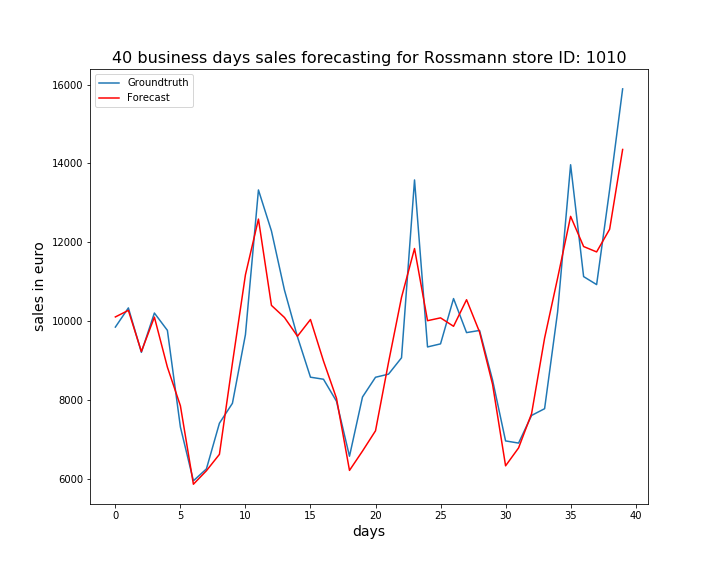 40 business days sales forecasting for Rossmann store ID: 1010
Groundtruth
Forecast
16000
14000
12000
10000
8000
6000
sales in euro
0 5 10 15 20 25 30 35 40
days